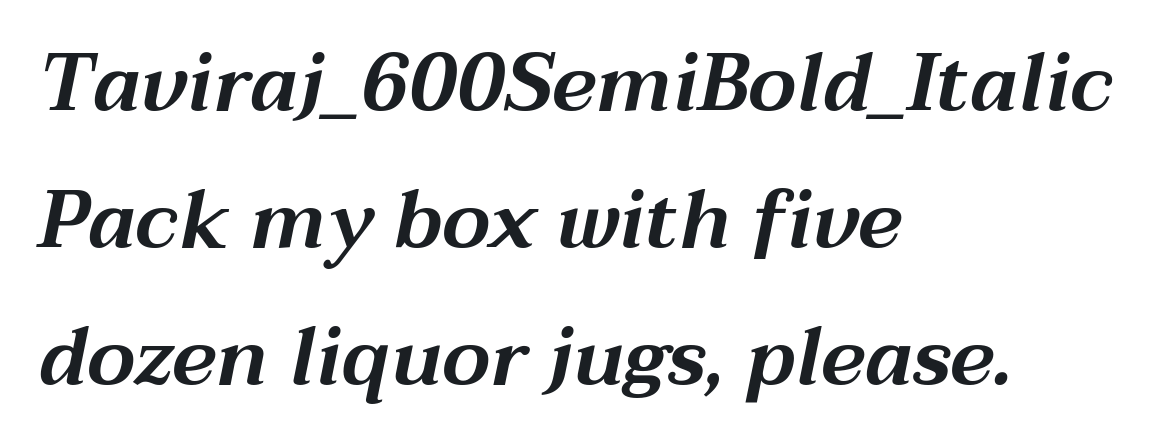 Taviraj_600SemiBold_Italic
Pack my box with five
dozen liquor jugs, please.